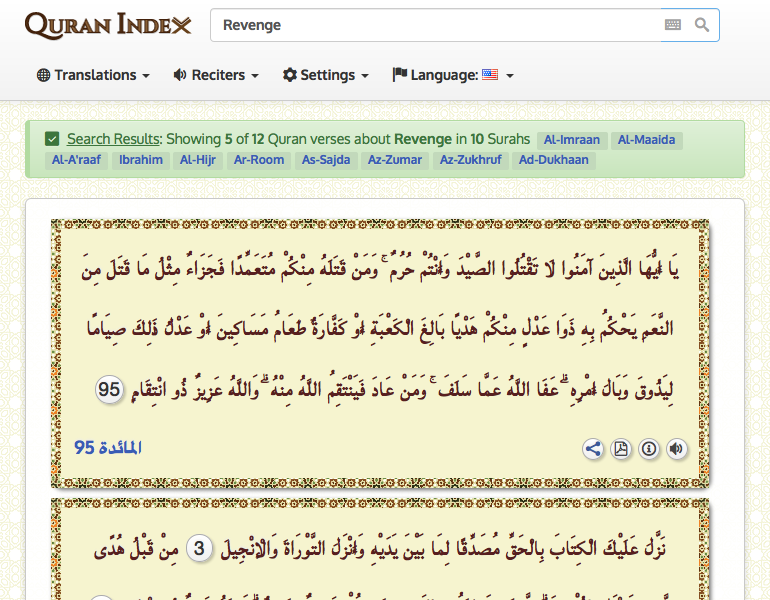 QURAN INDEX
Revenge
Translations Reciters Settings Language:
Search Results: Showing 5 of 12 Quran verses about Revenge in 10 Surahs Al-Imraan Al-Maaida
Al-A'raaf Ibrahim Al-Hijr Ar-Room As-Sajda Az-Zumar Az-Zukhruf Ad-Dukhaan
يَا أَيُّهَا الَّذِينَ آمَنُوا لَا تَقْتُلُوا الصَّيْدَ وَأَنْتُمْ حُرُمٌ ۚ وَمَنْ قَتَلَهُ مِنْكُمْ مُتَعَمِّدًا فَجَزَاءٌ مِثْلُ مَا قَتَلَ مِنَ
النَّعَمِ يَحْكُمُ بِهِ ذَوَا عَدْلٍ مِنْكُمْ هَدْيًا بَالِغَ الْكَعْبَةِ أَوْ كَفَّارَةٌ طَعَامُ مَسَاكِينَ أَوْ عَدْلُ ذَلِكَ صِيَامًا
لِيَذُوقَ وَبَالَ أَمْرِهِ ۗ عَفَا اللَّهُ عَمَّا سَلَفَ ۚ وَمَنْ عَادَ فَيَنْتَقِمُ اللَّهُ مِنْهُ ۗ وَاللَّهُ عَزِيزٌ ذُو انْتِقَامٍ 95
المائدة 95
نَزَّلَ عَلَيْكَ الْكِتَابَ بِالْحَقِّ مُصَدِّقًا لِمَا بَيْنَ يَدَيْهِ وَأَنْزَلَ التَّوْرَاةَ وَالْإِنْجِيلَ 3 مِنْ قَبْلُ هُدًى